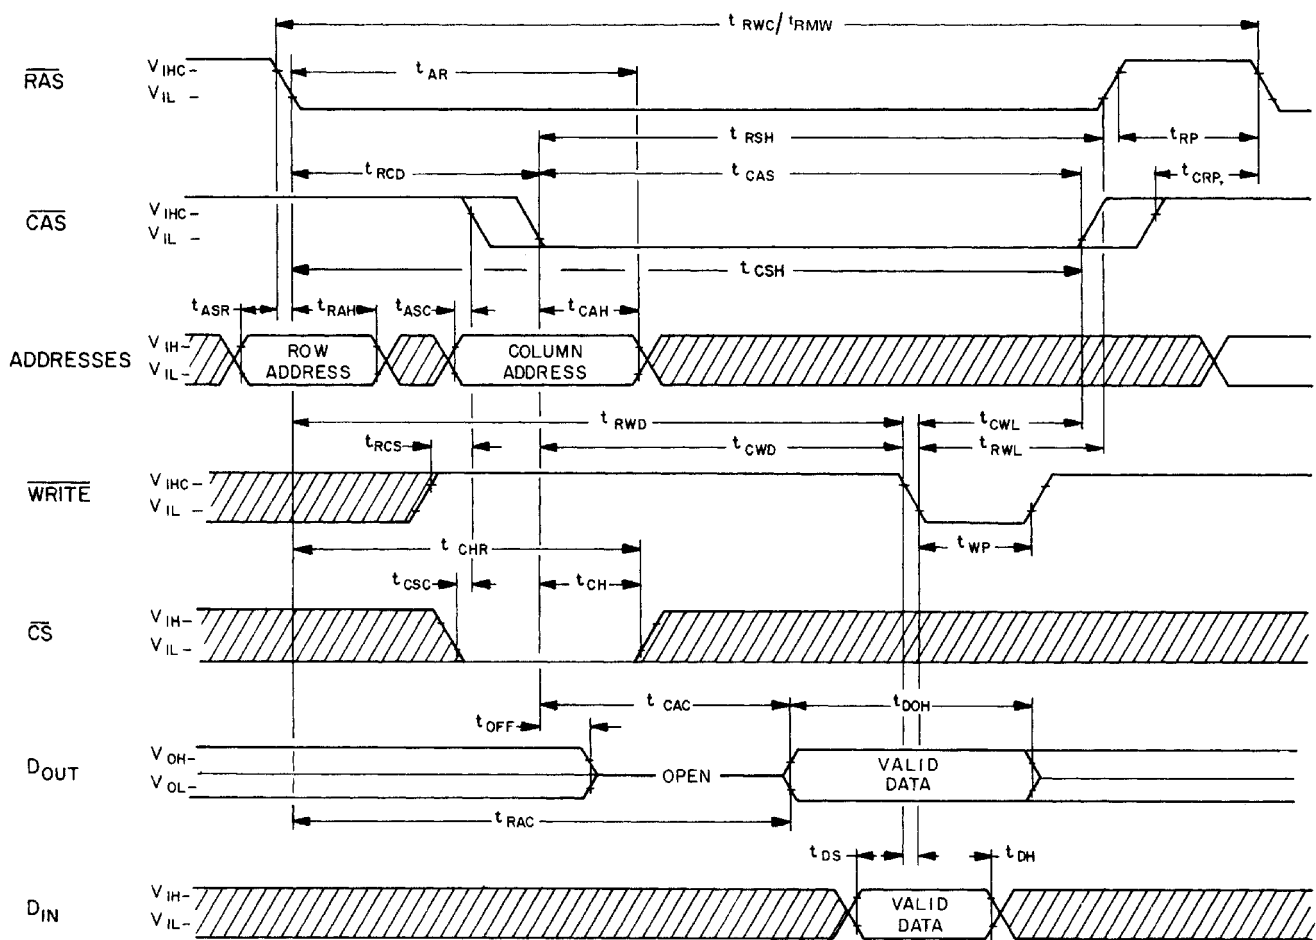 t RWC/ t RMW
RAS
V IHC
V IL
t AR
t RSH
t RP
t RCD
t CAS
t CRP
CAS
V IHC
V IL
t CSH
t ASR
t RAH
t ASC
t CAH
ADDRESSES
V IH
V IL
ROW
ADDRESS
COLUMN
ADDRESS
t RWD
t CWL
t RCS
t CWD
t RWL
WRITE
V IHC
V IL
t CHR
t WP
t CSC
t CH
CS
V IH
V IL
t CAC
t DOH
t OFF
D OUT
V OH
V OL
OPEN
VALID
DATA
t RAC
t DS
t DH
D IN
V IH
V IL
VALID
DATA